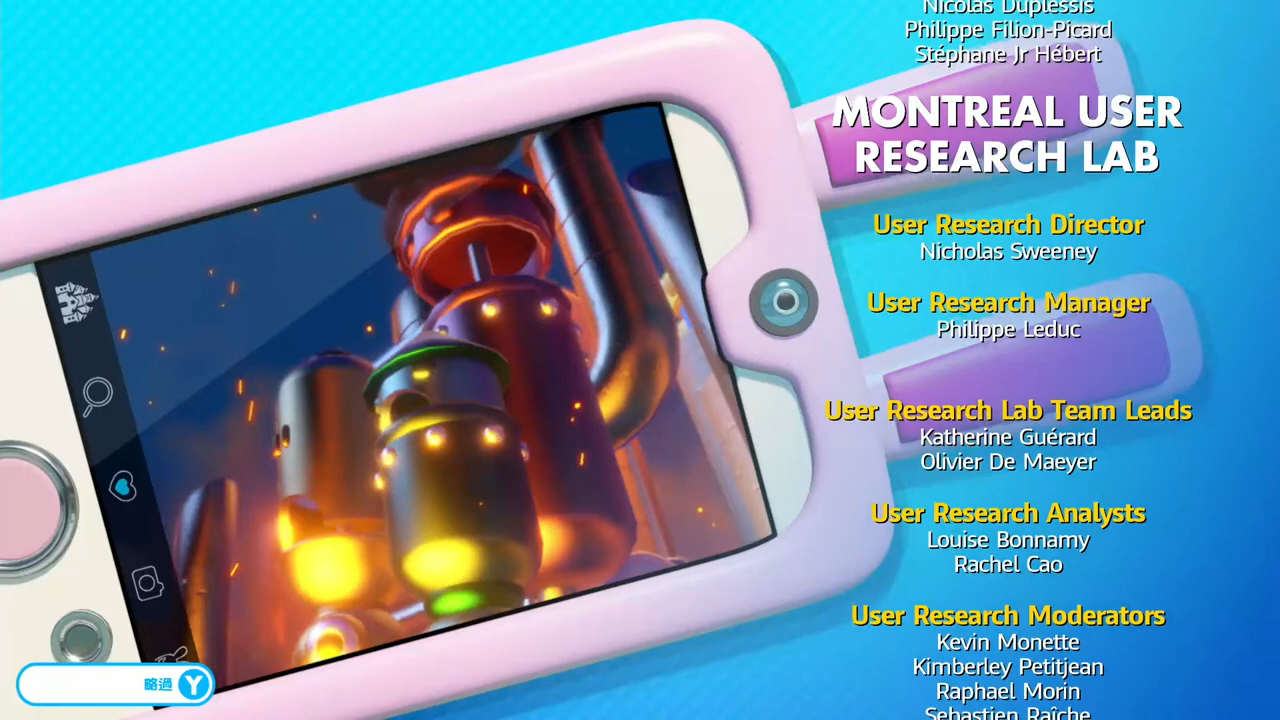 Nicolas Duplessis
Philippe Filion-Picard
Stéphane Jr Hébert
MONTREAL USER
RESEARCH LAB
User Research Director
Nicholas Sweeney
User Research Manager
Philippe Leduc
User Research Lab Team Leads
Katherine Guérard
Olivier De Maeyer
User Research Analysts
Louise Bonnamy
Rachel Cao
User Research Moderators
Kevin Monette
Kimberley Petitjean
Raphael Morin
Sebastien Raîche
略過 Y